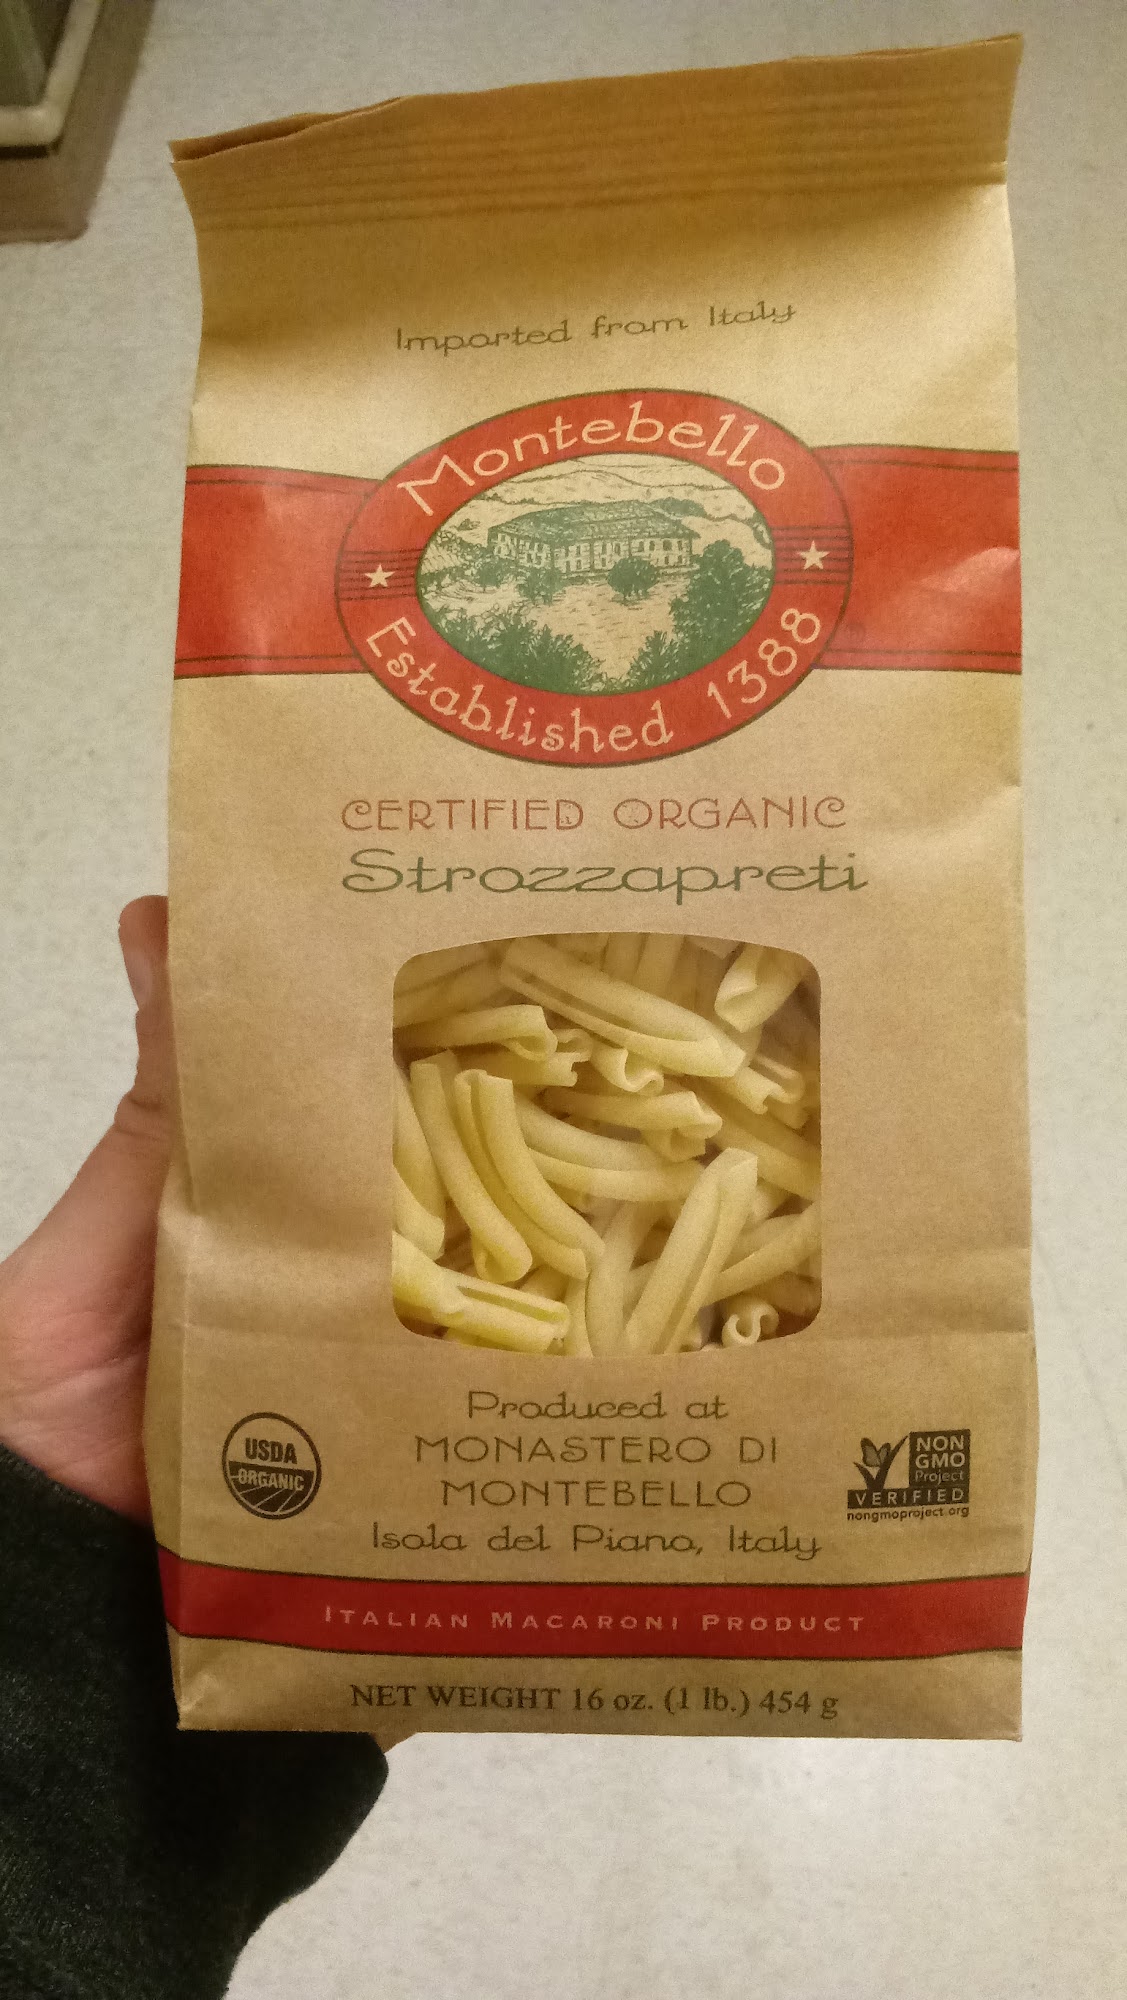 Imported from Italy
Montebello
Established 1388
CERTIFIED ORGANIC
Strozzapreti
Produced at
MONASTERO DI
MONTEBELLO
Isola del Piano, Italy
USDA
ORGANIC
NON
GMO
Project
VERIFIED
nongmoproject.org
ITALIAN MACARONI PRODUCT
NET WEIGHT 16 oz. (1 lb.) 454 g